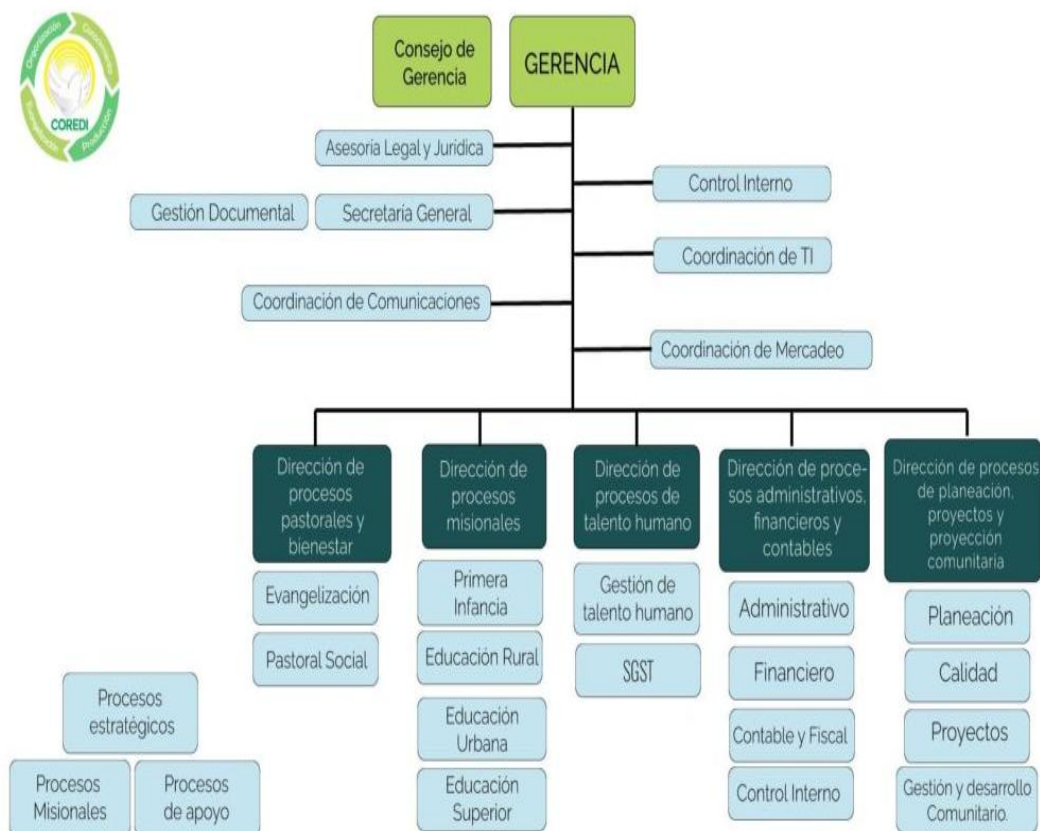 Organización
Conocimiento
Evangelización
Producción
COREDI
Consejo de
Gerencia
GERENCIA
Asesoria Legal y Juridica
Control Interno
Gestión Documental
Secretaria General
Coordinación de TI
Coordinación de Comunicaciones
Coordinación de Mercadeo
Dirección de
procesos
pastorales y
bienestar
Evangelización
Pastoral Social
Dirección de
procesos
misionales
Primera
Infancia
Educación Rural
Educación
Urbana
Educación
Superior
Dirección de
procesos de
talento humano
Gestión de
talento humano
SGST
Dirección de proce-
sos administrativos,
financieros y
contables
Administrativo
Financiero
Contable y Fiscal
Control Interno
Dirección de procesos
de planeación,
proyectos y
proyección
comunitaria
Planeación
Calidad
Proyectos
Gestión y desarrollo
Comunitario.
Procesos
estratégicos
Procesos
Misionales
Procesos
de apoyo